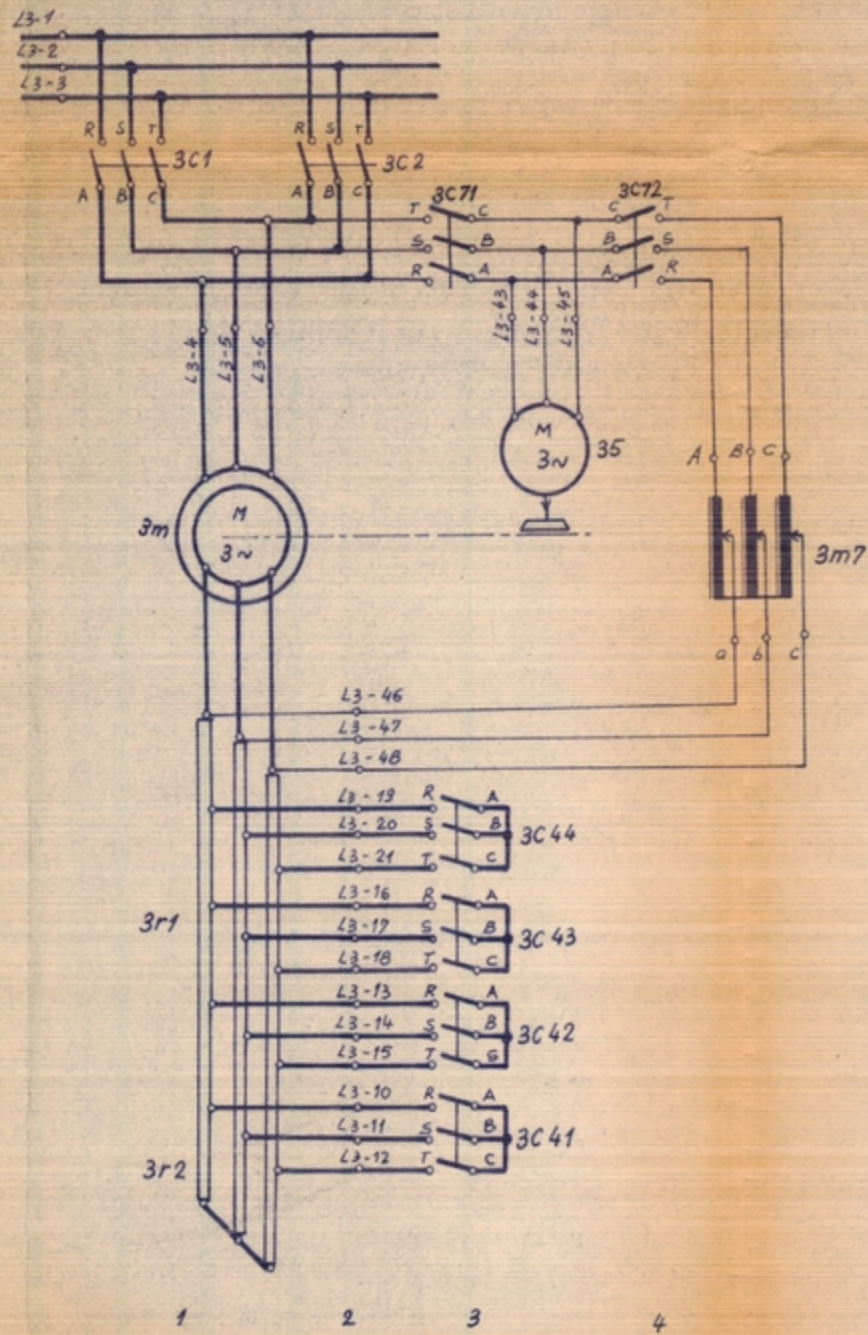 L3-1
L3-2
L3-3
R S T
R S T
3C1
3C2
A B C
A B C
3C71
3C72
T C
C T
S B
B S
R A
A R
L3-4
L3-5
L3-6
L3-43
L3-44
L3-45
M
3~
35
A B C
3m
M
3~
3m7
a b c
L3-46
L3-47
L3-48
L3-19 R A
L3-20 S B
3C44
L3-21 T C
L3-16 R A
3r1
L3-17 S B
3C43
L3-18 T C
L3-13 R A
L3-14 S B
3C42
L3-15 T S
L3-10 R A
L3-11 S B
3C41
L3-12 T C
3r2
1 2 3 4